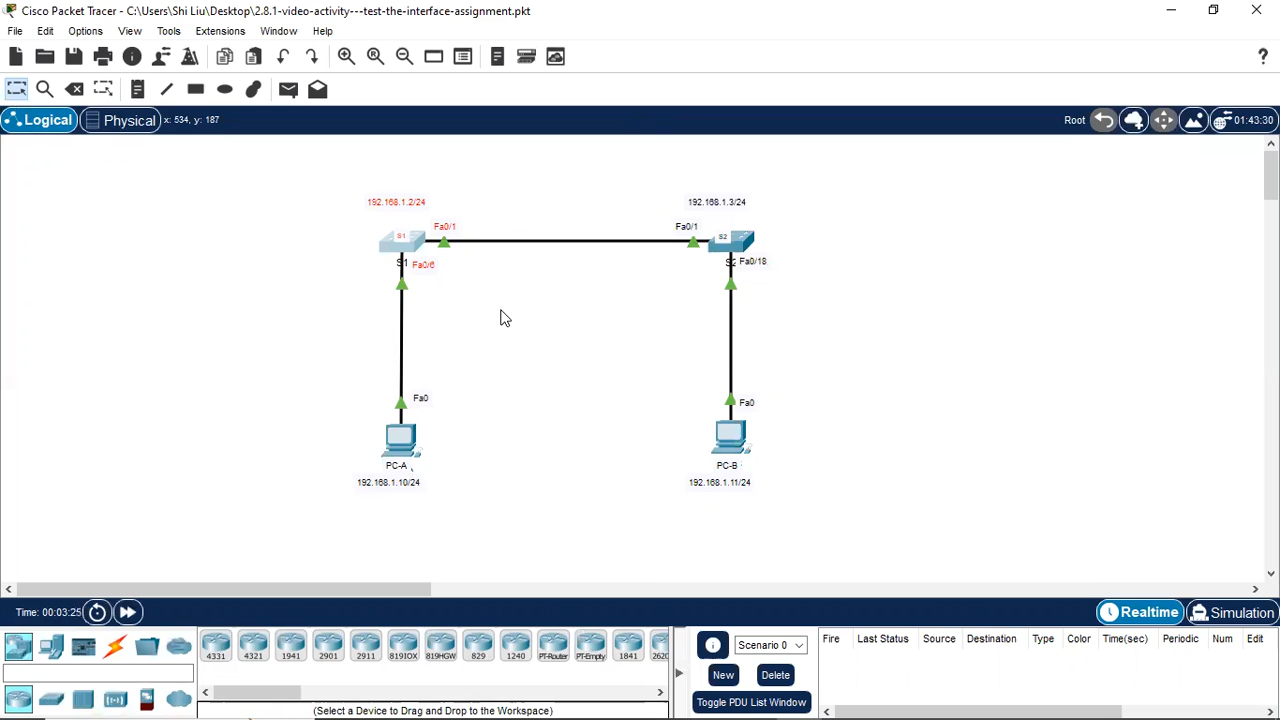 Cisco Packet Tracer - C:\Users\Shi Liu\Desktop\2.8.1-video-activity---test-the-interface-assignment.pkt
File Edit Options View Tools Extensions Window Help
Logical Physical x: 534, y: 187 Root 01:43:30
192.168.1.2/24 192.168.1.3/24
Fa0/1 Fa0/1
S1 S2
S1 Fa0/6 S2 Fa0/18
Fa0 Fa0
PC-A PC-B
192.168.1.10/24 192.168.1.11/24
Time: 00:03:25 Realtime Simulation
4331 4321 1941 2901 2911 819IOX 819HGW 829 1240 PT-Router PT-Empty 1841 2620
Scenario 0
New Delete
Toggle PDU List Window
Fire Last Status Source Destination Type Color Time(sec) Periodic Num Edit
(Select a Device to Drag and Drop to the Workspace)